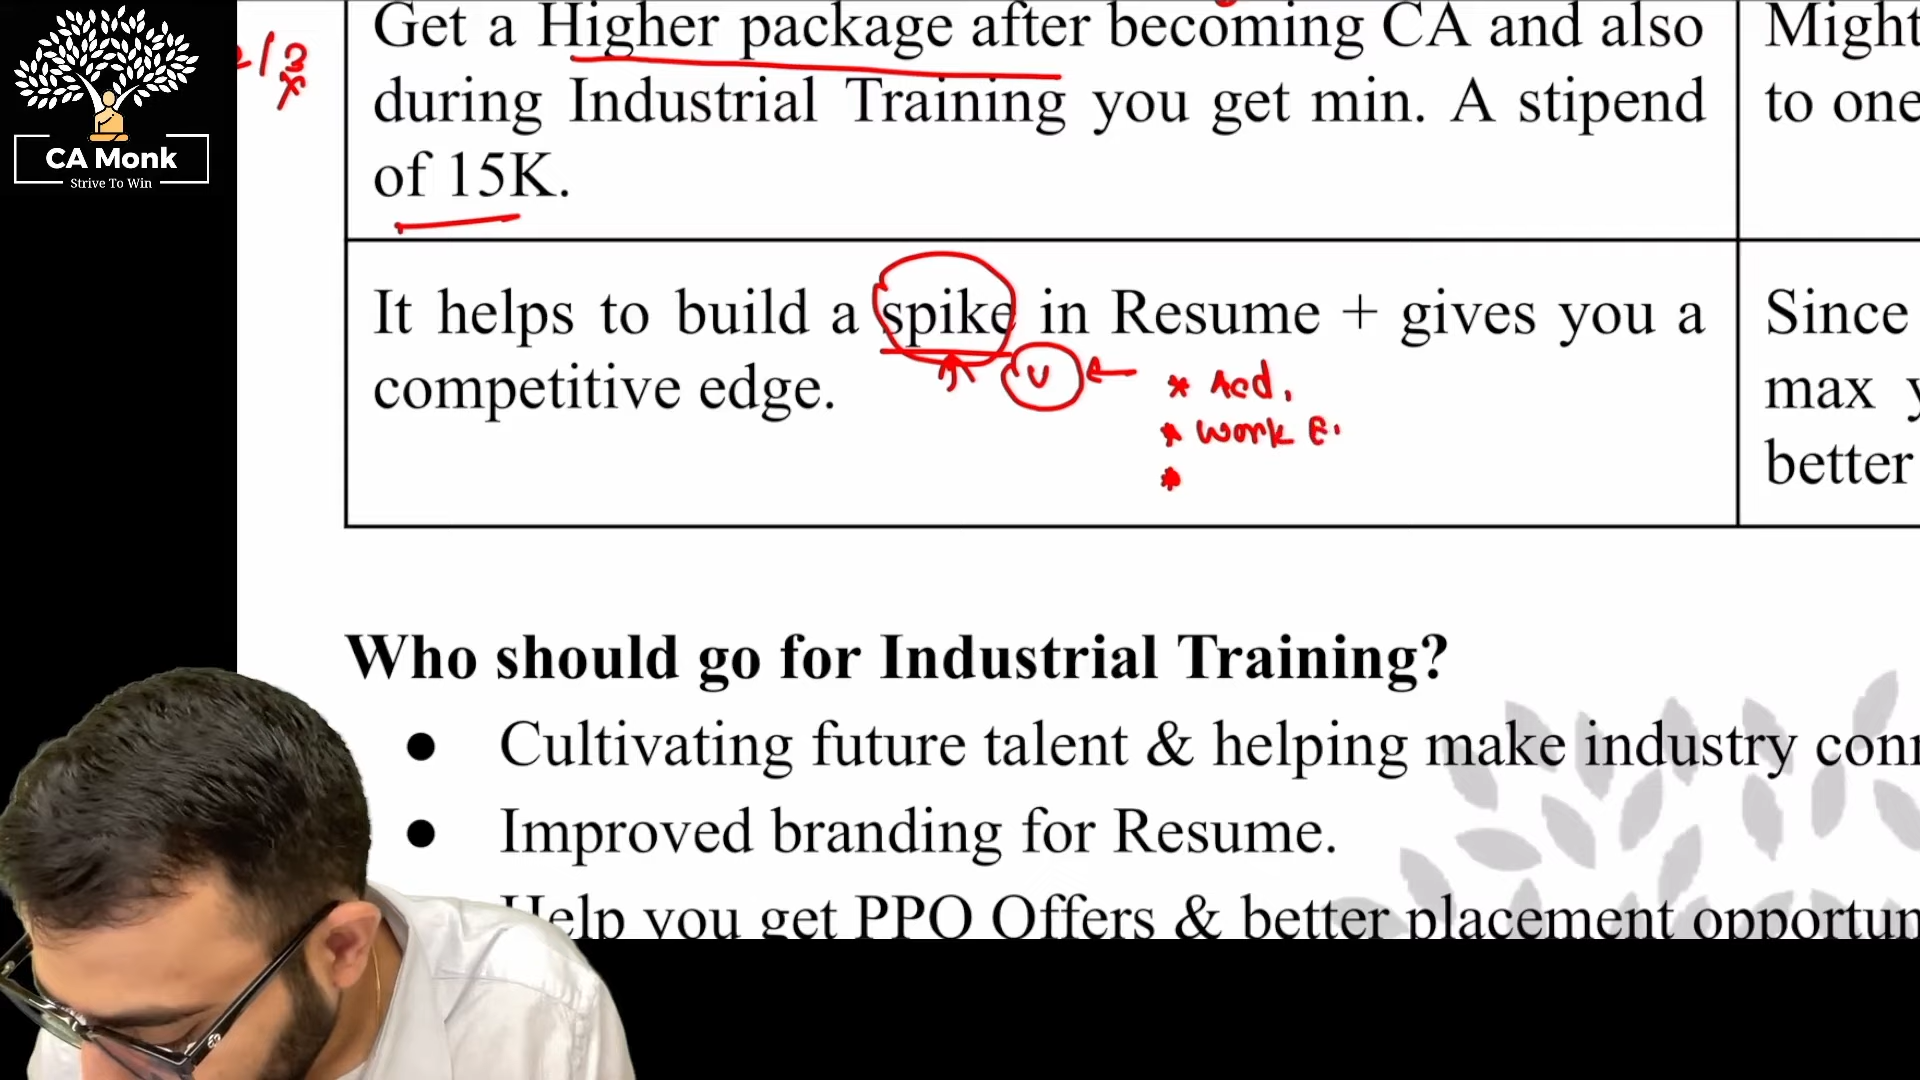 CA Monk
Strive To Win
Get a Higher package after becoming CA and also
during Industrial Training you get min. A stipend
of 15K.
Might
to one
It helps to build a spike in Resume + gives you a
competitive edge.
U
* Acd.
* Work E.
*
Since
max y
better
Who should go for Industrial Training?
● Cultivating future talent & helping make industry conn
● Improved branding for Resume.
Help you get PPO Offers & better placement opportun